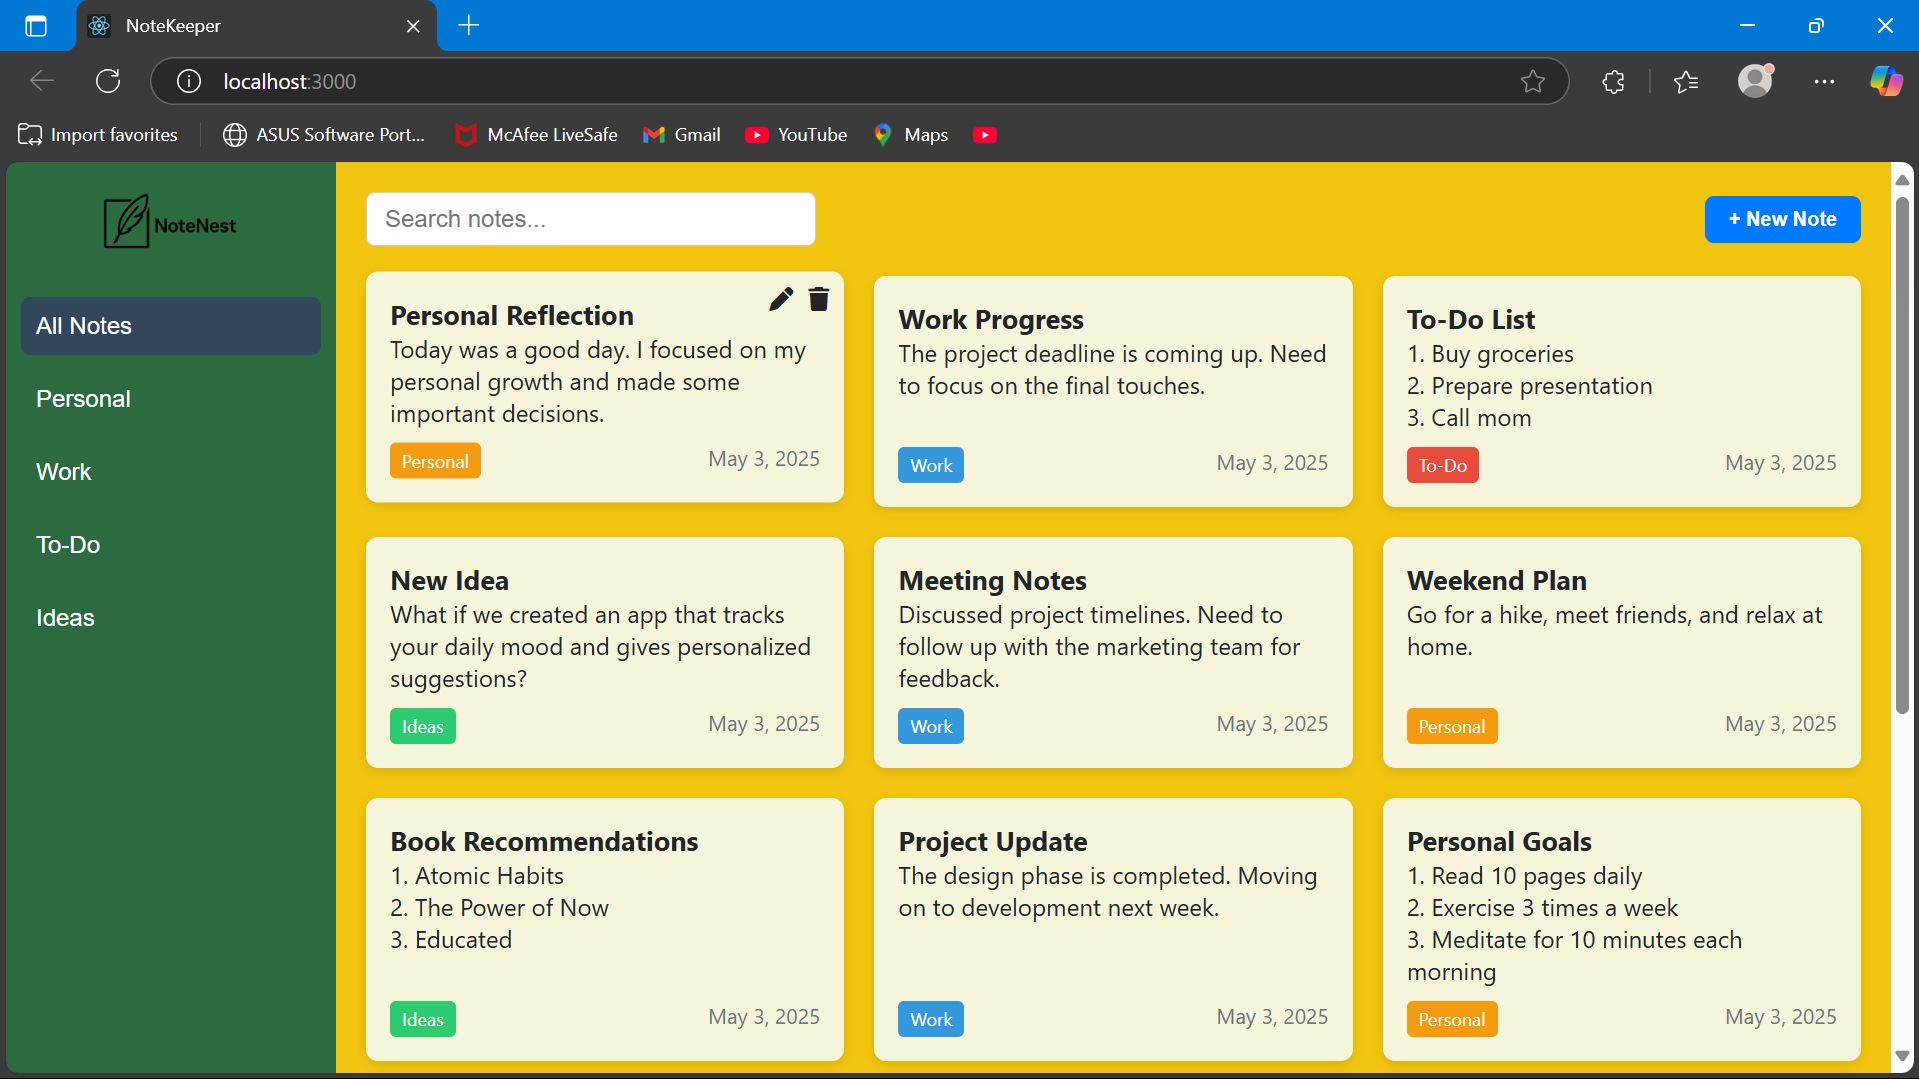 NoteKeeper
localhost:3000
Import favorites
ASUS Software Port...
McAfee LiveSafe
Gmail
YouTube
Maps
NoteNest
All Notes
Personal
Work
To-Do
Ideas
Search notes...
+ New Note
Personal Reflection
Today was a good day. I focused on my
personal growth and made some
important decisions.
Personal
May 3, 2025
Work Progress
The project deadline is coming up. Need
to focus on the final touches.
Work
May 3, 2025
To-Do List
1. Buy groceries
2. Prepare presentation
3. Call mom
To-Do
May 3, 2025
New Idea
What if we created an app that tracks
your daily mood and gives personalized
suggestions?
Ideas
May 3, 2025
Meeting Notes
Discussed project timelines. Need to
follow up with the marketing team for
feedback.
Work
May 3, 2025
Weekend Plan
Go for a hike, meet friends, and relax at
home.
Personal
May 3, 2025
Book Recommendations
1. Atomic Habits
2. The Power of Now
3. Educated
Ideas
May 3, 2025
Project Update
The design phase is completed. Moving
on to development next week.
Work
May 3, 2025
Personal Goals
1. Read 10 pages daily
2. Exercise 3 times a week
3. Meditate for 10 minutes each
morning
Personal
May 3, 2025